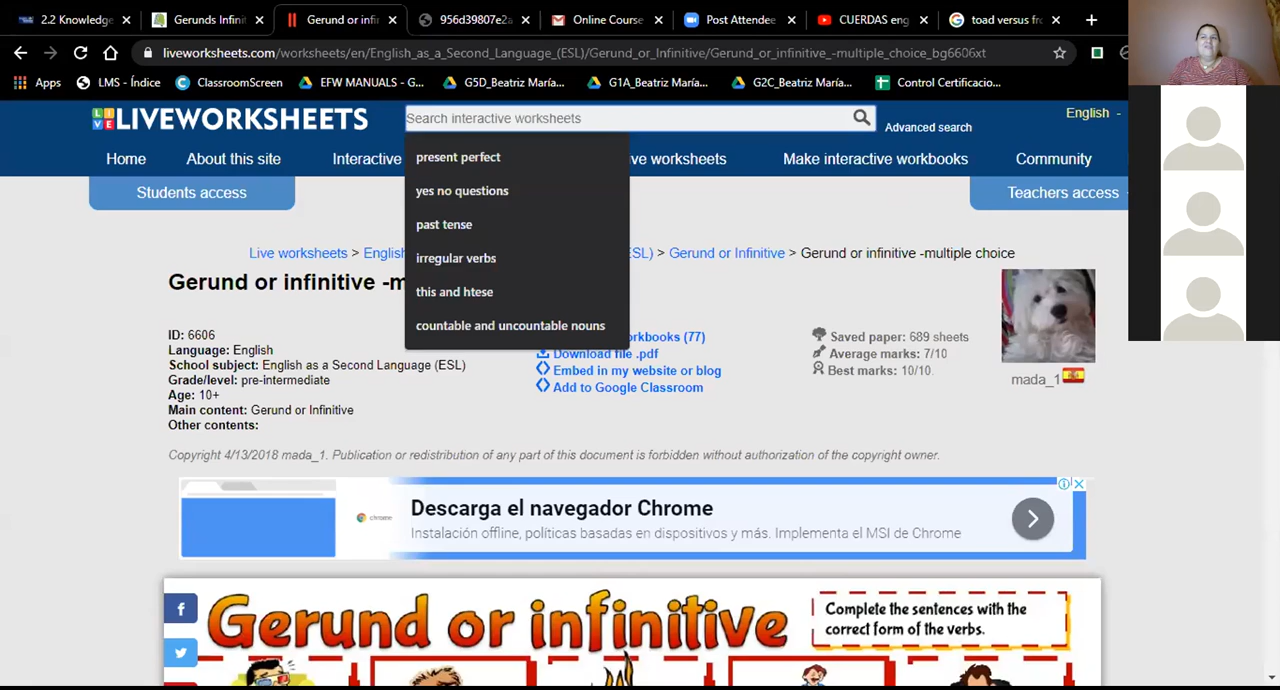 2.2 Knowledge
Gerunds Infinit
Gerund or infin
956d39807e2a
Online Course
Post Attendee
CUERDAS eng
toad versus fro
liveworksheets.com/worksheets/en/English_as_a_Second_Language_(ESL)/Gerund_or_Infinitive/Gerund_or_infinitive_-multiple_choice_bg6606xt
Apps
LMS - Índice
ClassroomScreen
EFW MANUALS - G...
G5D_Beatriz María...
G1A_Beatriz María...
G2C_Beatriz María...
Control Certificacio...
LIVE
LIVEWORKSHEETS
Search interactive worksheets
Advanced search
English -
Home
About this site
Interactive
ve worksheets
Make interactive workbooks
Community
Students access
Teachers access
present perfect
yes no questions
past tense
irregular verbs
this and htese
countable and uncountable nouns
Live worksheets > English SL) > Gerund or Infinitive > Gerund or infinitive -multiple choice
Gerund or infinitive -m
ID: 6606
Language: English
School subject: English as a Second Language (ESL)
Grade/level: pre-intermediate
Age: 10+
Main content: Gerund or Infinitive
Other contents:
rkbooks (77)
Download file .pdf
Embed in my website or blog
Add to Google Classroom
Saved paper: 689 sheets
Average marks: 7/10
Best marks: 10/10.
mada_1
Copyright 4/13/2018 mada_1. Publication or redistribution of any part of this document is forbidden without authorization of the copyright owner.
chrome
Descarga el navegador Chrome
Instalación offline, políticas basadas en dispositivos y más. Implementa el MSI de Chrome
Gerund or infinitive
Complete the sentences with the
correct form of the verbs.